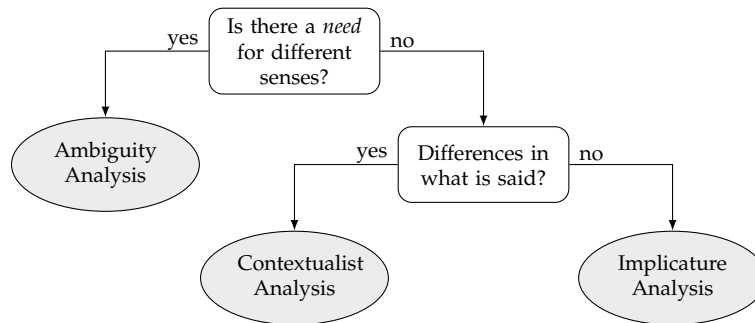 Is there a need
for different
senses?
yes
no
Ambiguity
Analysis
Differences in
what is said?
yes
no
Contextualist
Analysis
Implicature
Analysis